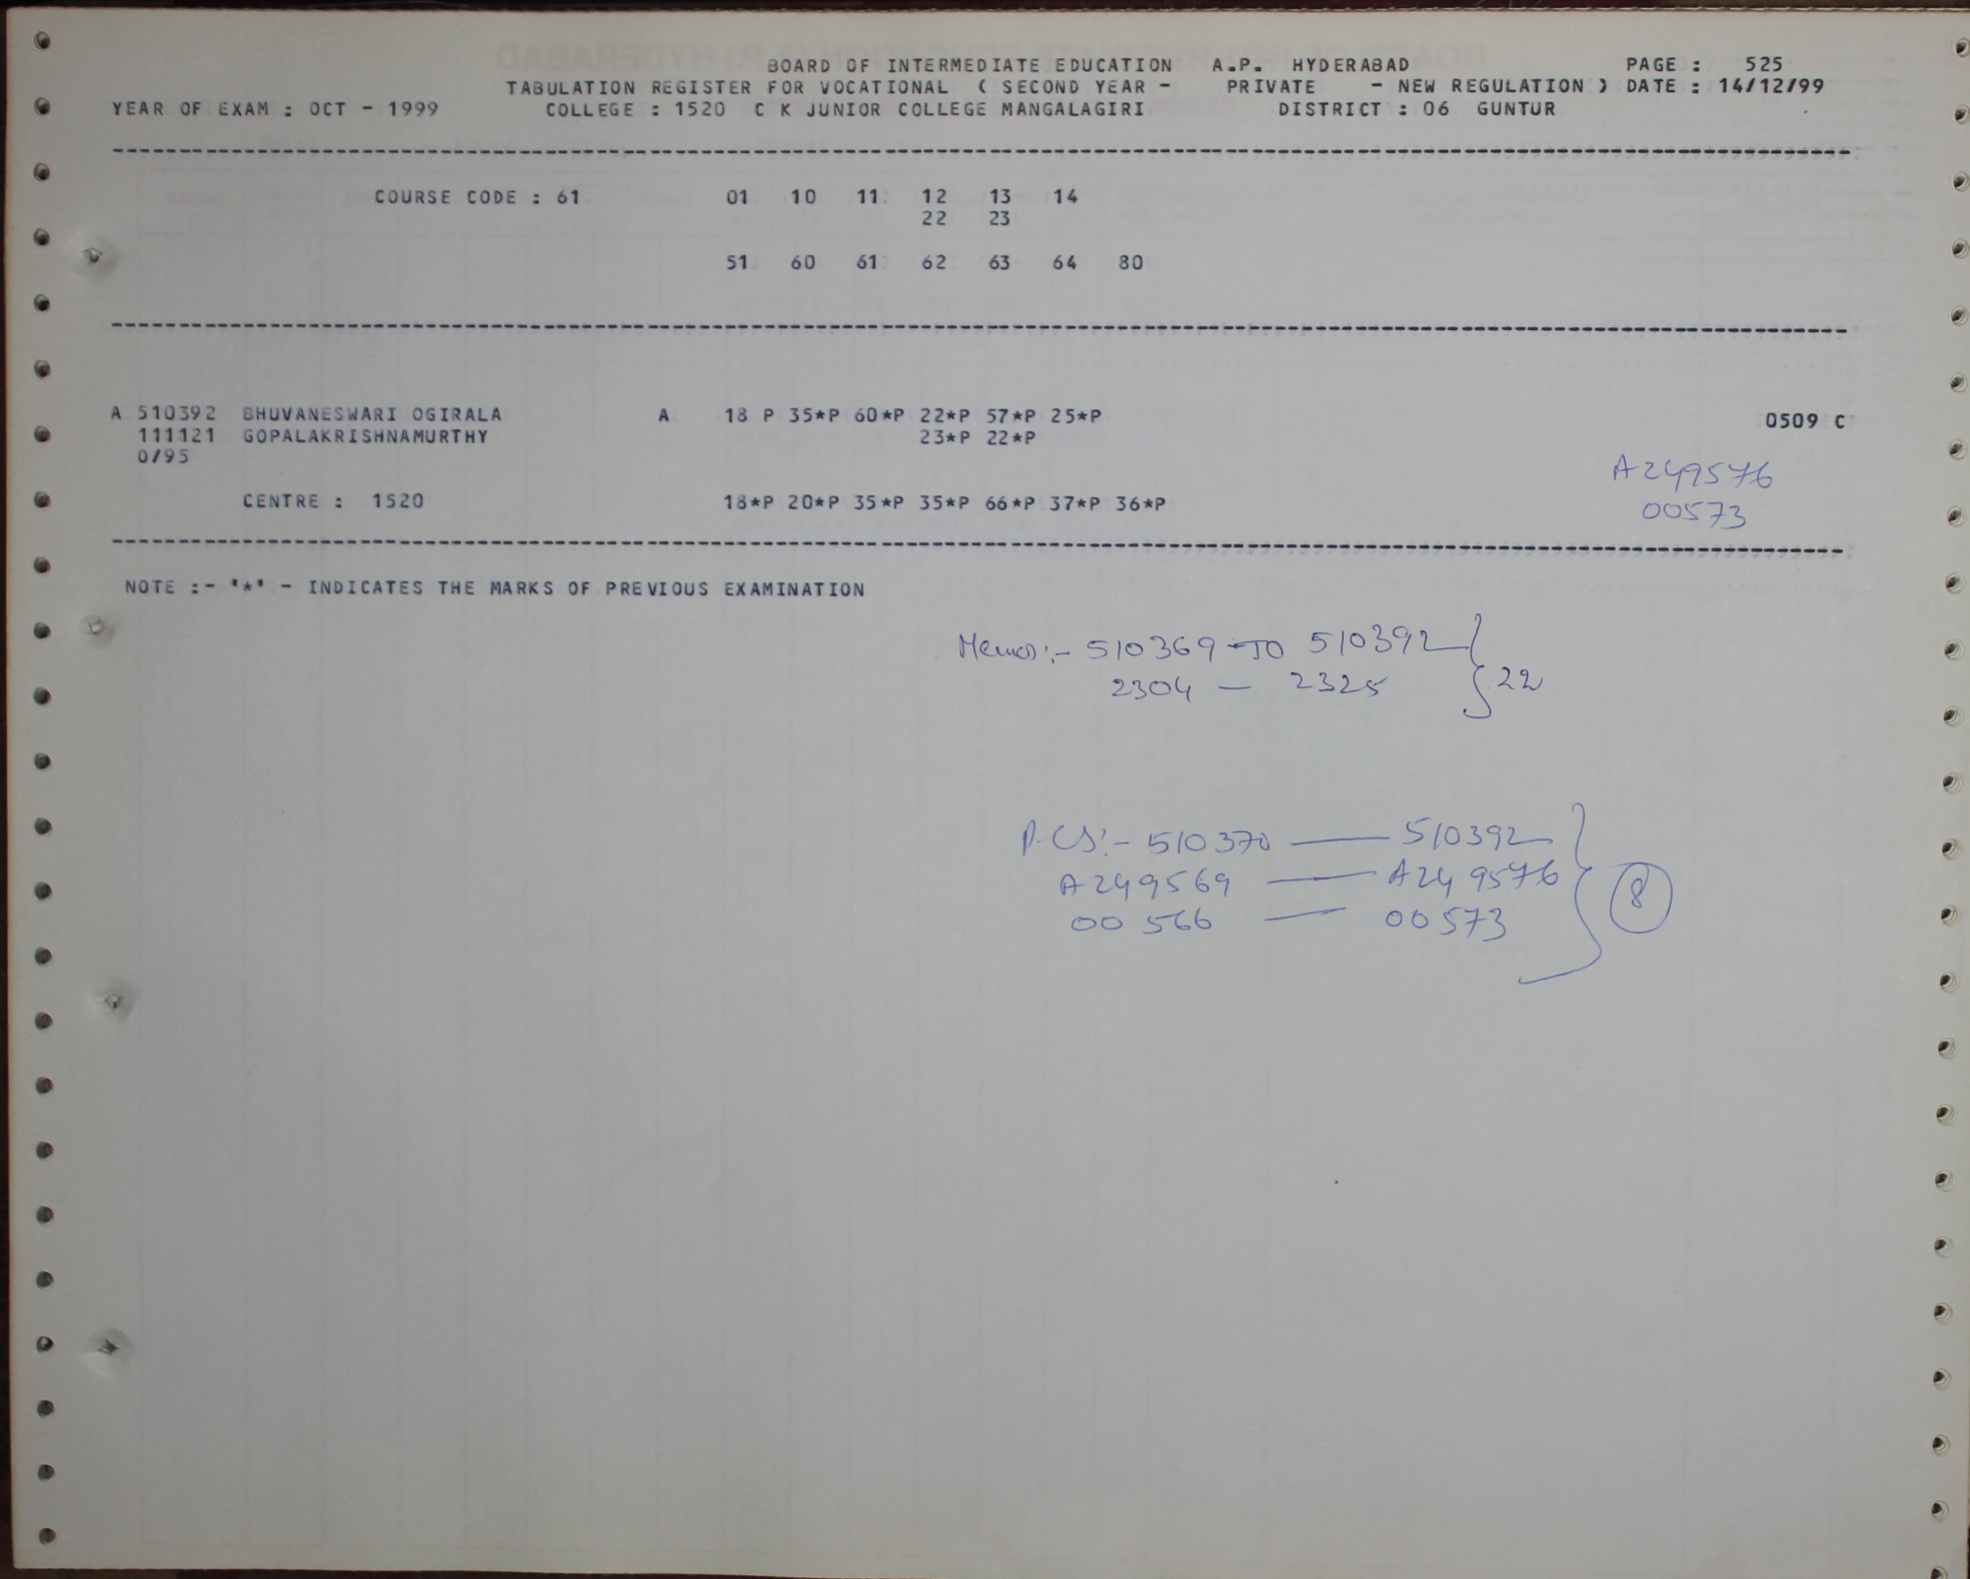 BOARD OF INTERMEDIATE EDUCATION A.P. HYDERABAD PAGE : 525
TABULATION REGISTER FOR VOCATIONAL ( SECOND YEAR - PRIVATE - NEW REGULATION ) DATE : 14/12/99
YEAR OF EXAM : OCT - 1999 COLLEGE : 1520 C K JUNIOR COLLEGE MANGALAGIRI DISTRICT : 06 GUNTUR
COURSE CODE : 61 01 10 11 12 13 14
22 23
51 60 61 62 63 64 80
A 510392 BHUVANESWARI OGIRALA A 18 P 35*P 60*P 22*P 57*P 25*P 0509 C
111121 GOPALAKRISHNAMURTHY 23*P 22*P
0/95
A249576
CENTRE : 1520 18*P 20*P 35*P 35*P 66*P 37*P 36*P
00573
NOTE :- '*' - INDICATES THE MARKS OF PREVIOUS EXAMINATION
Memos:- 510369 TO 510392
2304 - 2325 22
P.Cs:- 510370 — 510392
A249569 — A249576 8
00566 — 00573